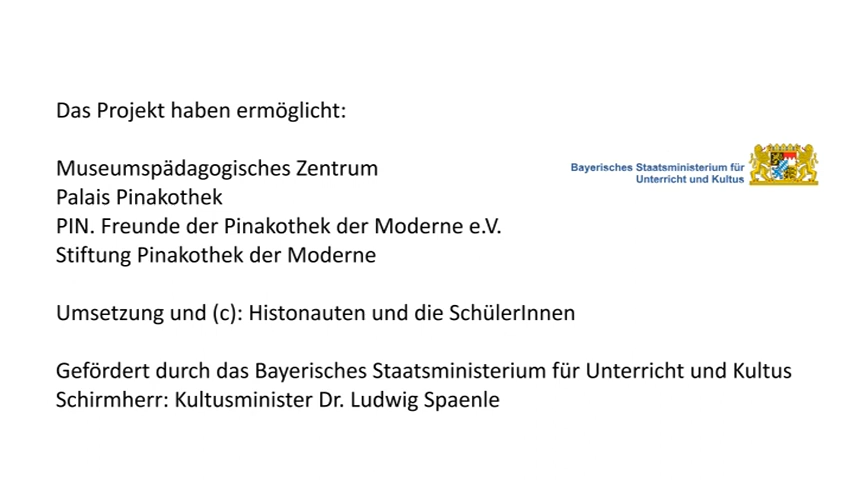 Das Projekt haben ermöglicht:
Museumspädagogisches Zentrum
Palais Pinakothek
PIN. Freunde der Pinakothek der Moderne e.V.
Stiftung Pinakothek der Moderne
Bayerisches Staatsministerium für
Unterricht und Kultus
Umsetzung und (c): Histonauten und die SchülerInnen
Gefördert durch das Bayerisches Staatsministerium für Unterricht und Kultus
Schirmherr: Kultusminister Dr. Ludwig Spaenle